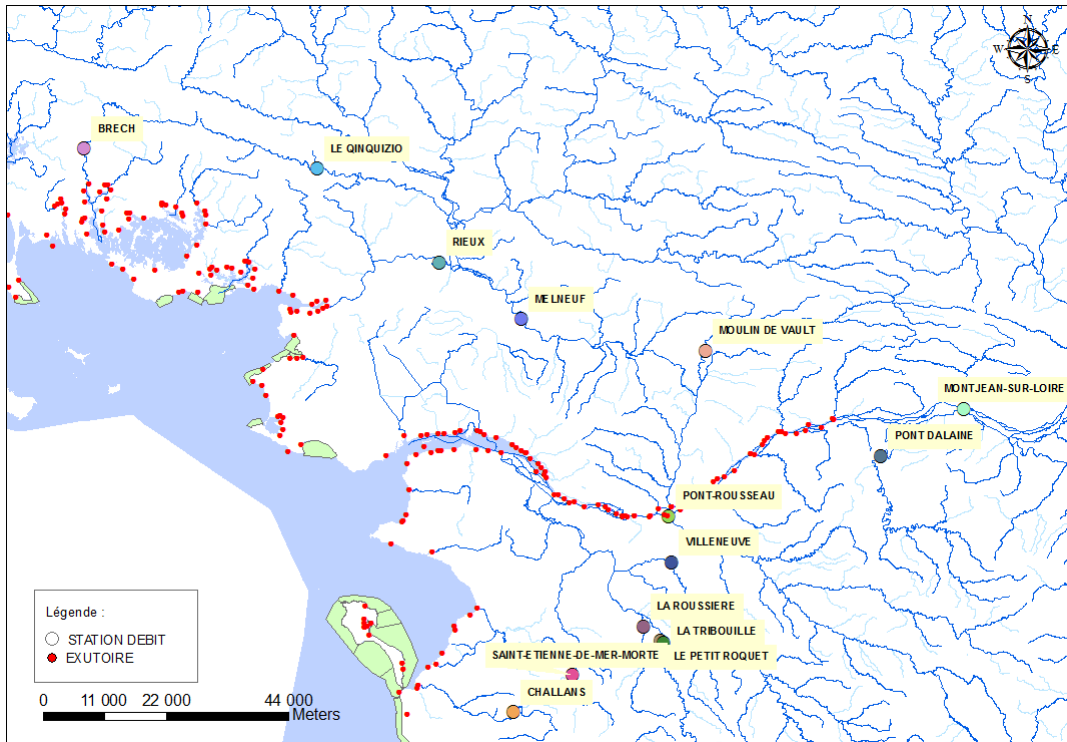 N
W
E
S
BRECH
LE QINQUIZIO
RIEUX
MELNEUF
MOULIN DE VAULT
MONTJEAN-SUR-LOIRE
PONT DALAINE
PONT-ROUSSEAU
VILLENEUVE
LA ROUSSIERE
LA TRIBOUILLE
SAINT-ETIENNE-DE-MER-MORTE
LE PETIT ROQUET
CHALLANS
Légende :
STATION DEBIT
EXUTOIRE
0 11 000 22 000 44 000
Meters